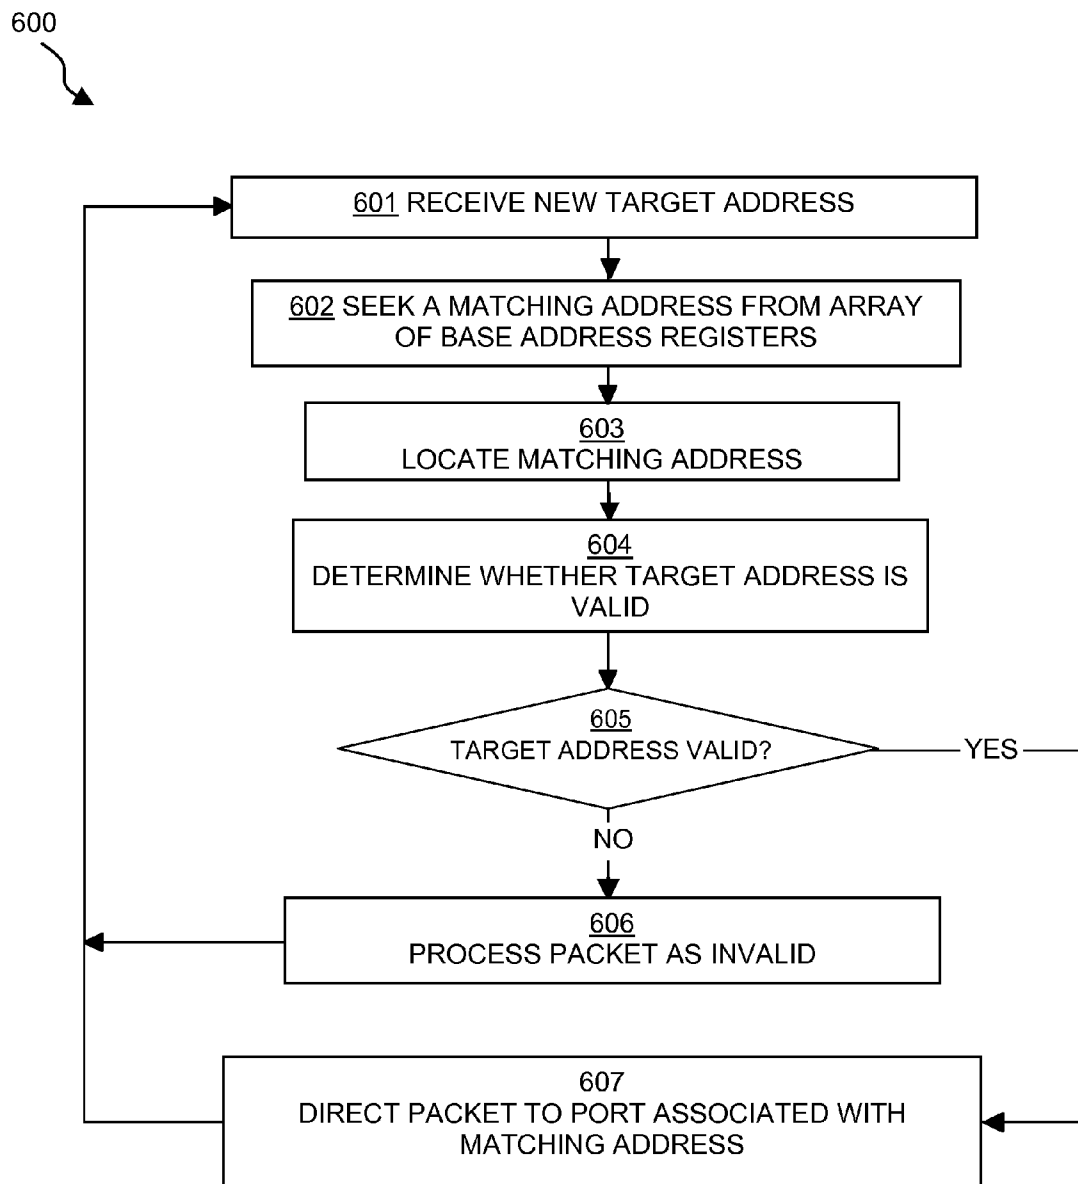 600
601 RECEIVE NEW TARGET ADDRESS
602 SEEK A MATCHING ADDRESS FROM ARRAY
OF BASE ADDRESS REGISTERS
603
LOCATE MATCHING ADDRESS
604
DETERMINE WHETHER TARGET ADDRESS IS
VALID
605
TARGET ADDRESS VALID?
YES
NO
606
PROCESS PACKET AS INVALID
607
DIRECT PACKET TO PORT ASSOCIATED WITH
MATCHING ADDRESS